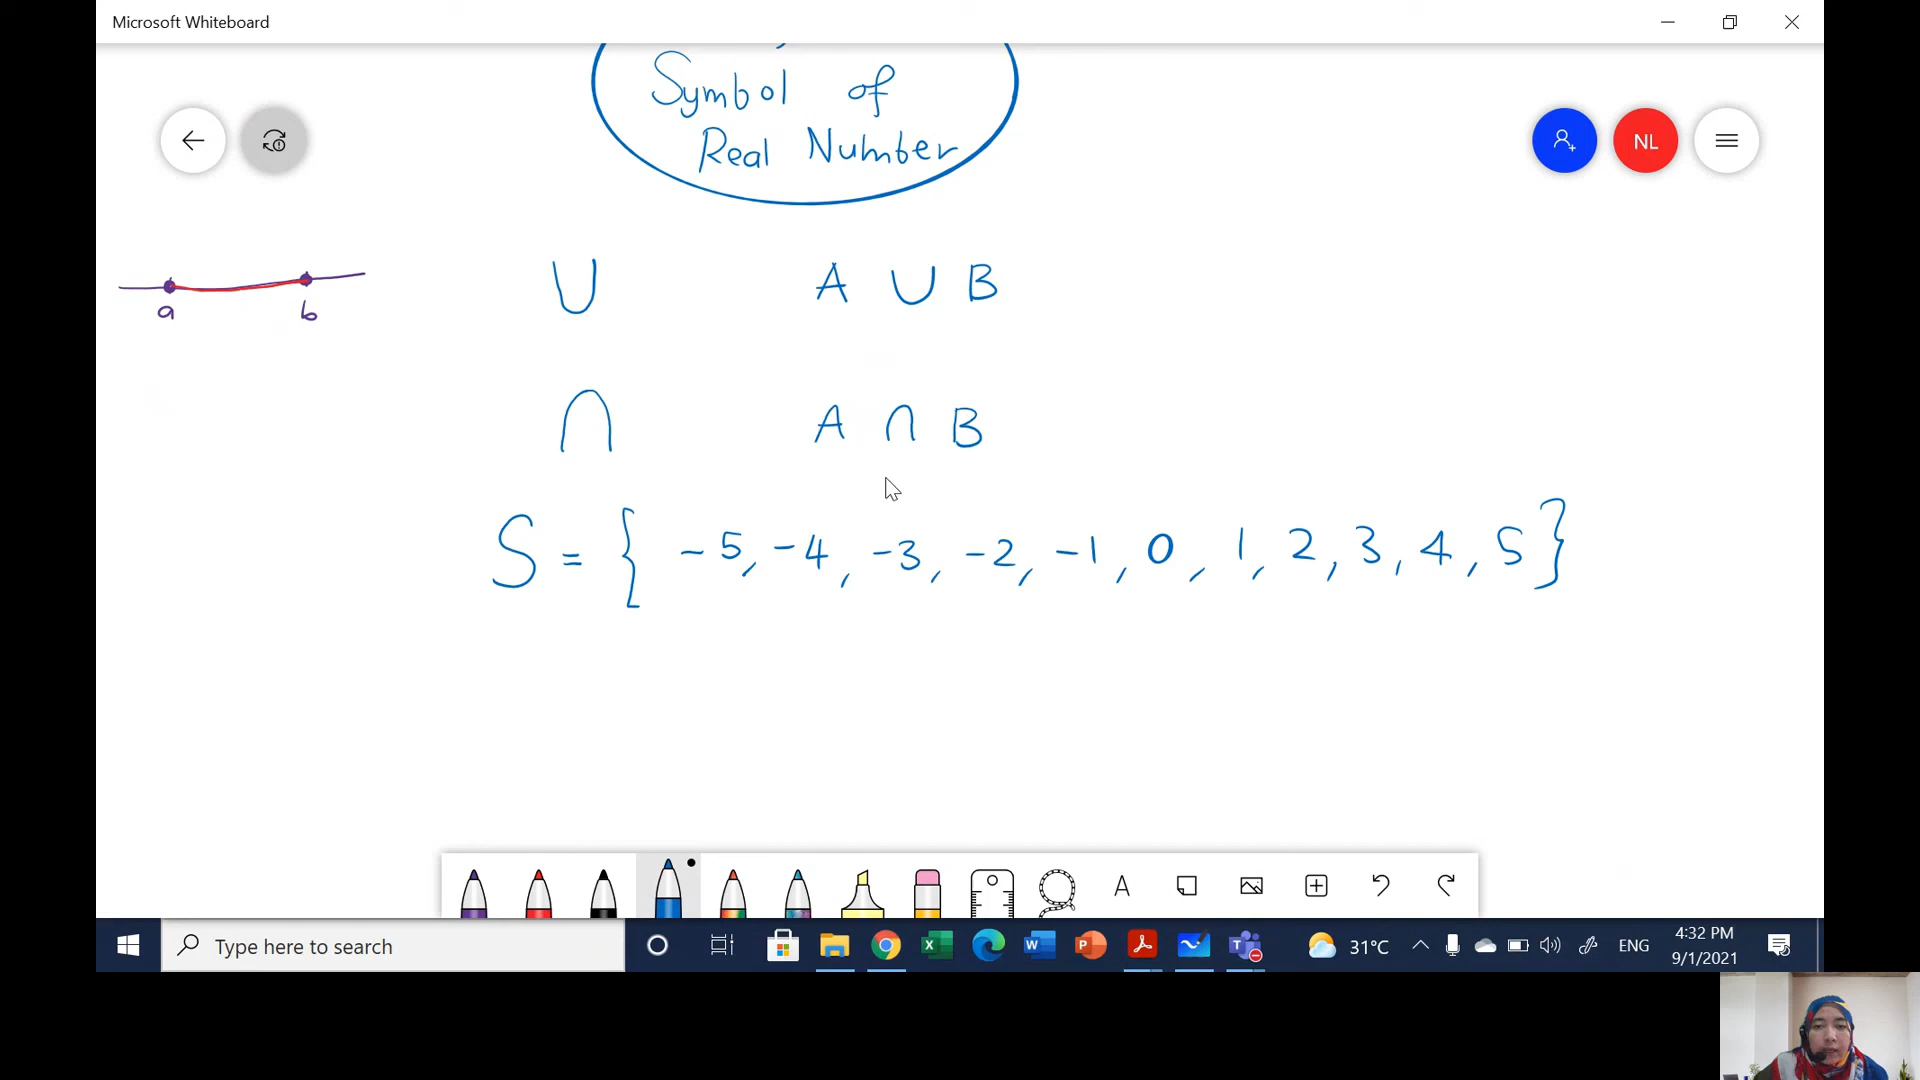 Microsoft Whiteboard
Symbol of
Real Number
NL
a b
∪ A ∪ B
∩ A ∩ B
S = { -5, -4, -3, -2, -1, 0, 1, 2, 3, 4, 5 }
A
Type here to search
31°C
ENG
4:32 PM
9/1/2021